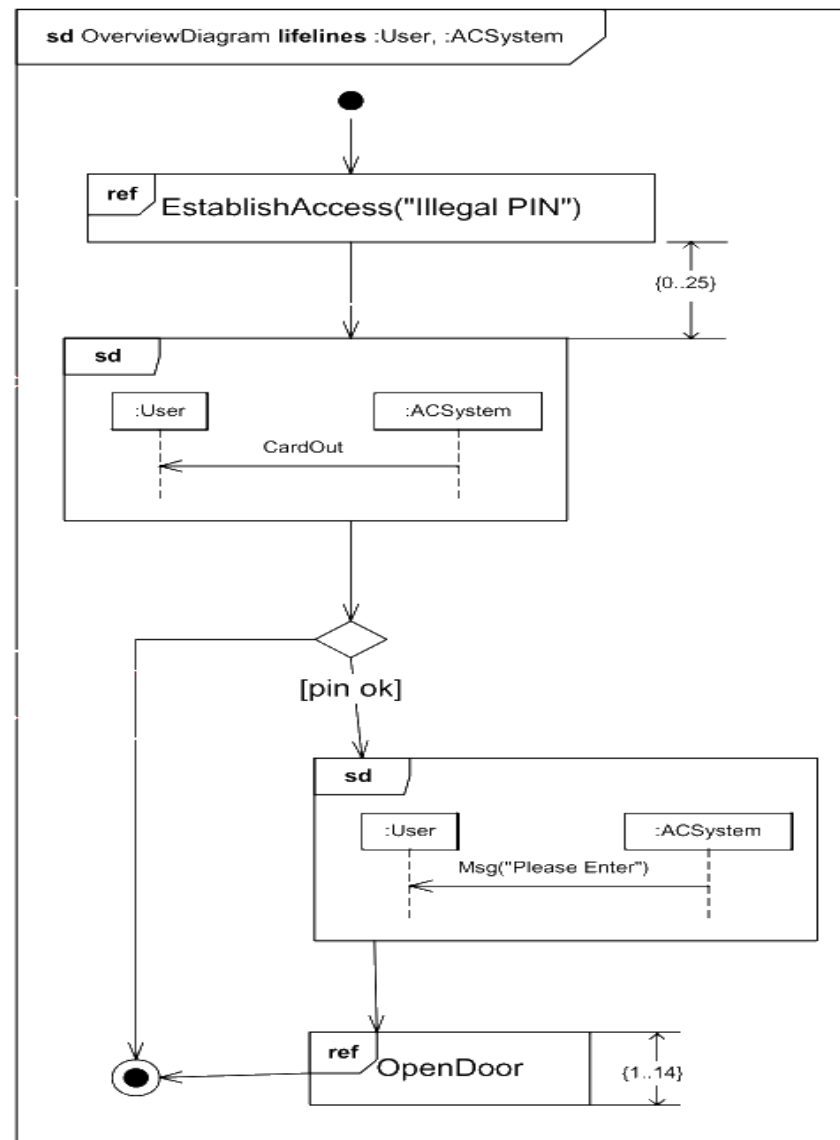 sd OverviewDiagram lifelines :User, :ACSystem
ref
EstablishAccess("Illegal PIN")
{0..25}
sd
:User
:ACSystem
CardOut
[pin ok]
sd
:User
:ACSystem
Msg("Please Enter")
ref
OpenDoor
{1..14}